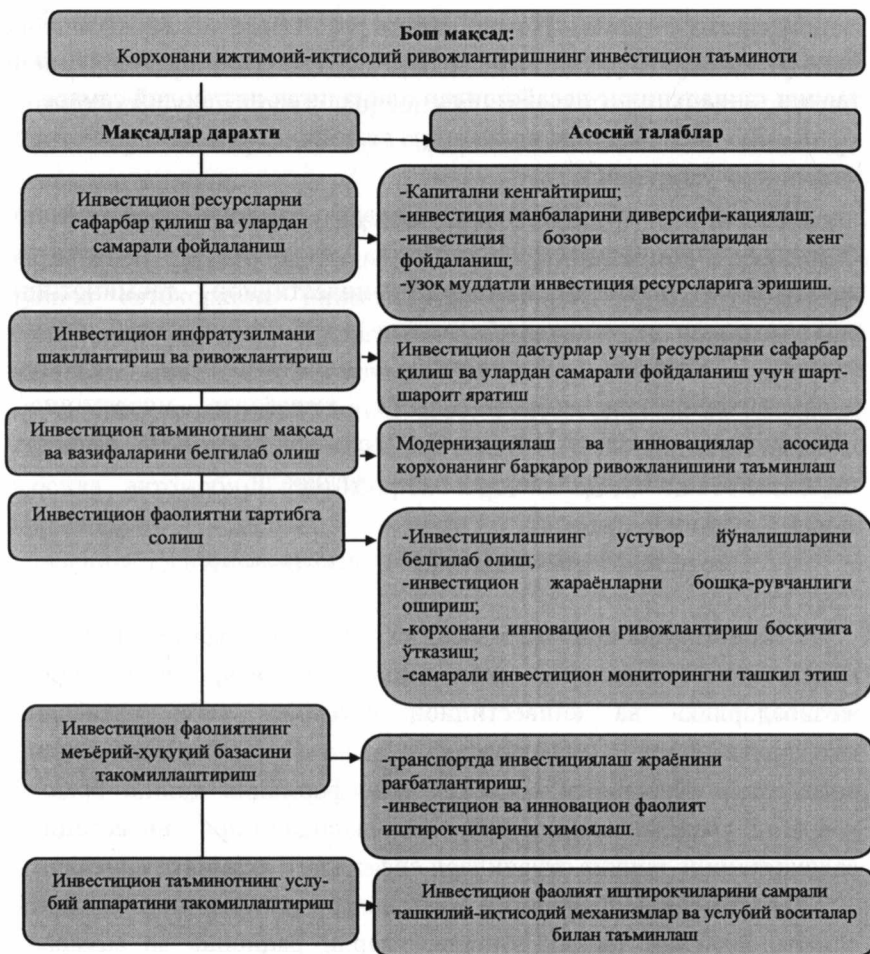 Бош мақсад:
Корхонани ижтимоий-иқтисодий ривожлантиришнинг инвестицион таъминоти
Мақсадлар дарахти
Асосий талаблар
Инвестицион ресурсларни
сафарбар қилиш ва улардан
самарали фойдаланиш
-Капитални кенгайтириш;
-инвестиция манбаларини диверсифи-кациялаш;
-инвестиция бозори воситаларидан кенг
фойдаланиш;
-узоқ муддатли инвестиция ресурсларига эришиш.
Инвестицион инфратузилмани
шакллантириш ва ривожлантириш
Инвестицион дастурлар учун ресурсларни сафарбар
қилиш ва улардан самарали фойдаланиш учун шарт-
шароит яратиш
Инвестицион таъминотнинг мақсад
ва вазифаларини белгилаб олиш
Модернизациялаш ва инновациялар асосида
корхонанинг барқарор ривожланишини таъминлаш
Инвестицион фаолиятни тартибга
солиш
-Инвестициялашнинг устувор йўналишларини
белгилаб олиш;
-инвестицион жараёнларни бошқа-рувчанлиги
ошириш;
-корхонани инновацион ривожлантириш босқичига
ўтказиш;
-самарали инвестицион мониторингни ташкил этиш
Инвестицион фаолиятнинг
меъёрий-ҳуқуқий базасини
такомиллаштириш
-транспортда инвестициялаш жраёнини
рағбатлантириш;
-инвестицион ва инновацион фаолият
иштирокчиларини ҳимоялаш.
Инвестицион таъминотнинг услу-
бий аппаратини такомиллаштириш
Инвестицион фаолият иштирокчиларини самрали
ташкилий-иқтисодий механизмлар ва услубий воситалар
билан таъминлаш